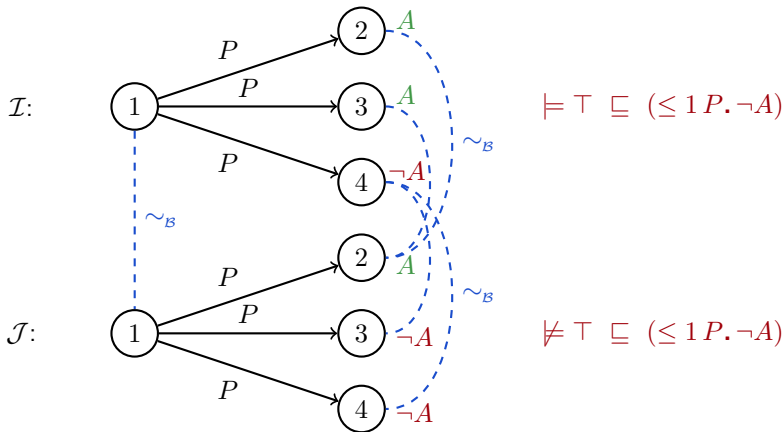 2 A
P
I: 1 P 3 A ⊨ ⊤ ⊑ (≤ 1 P. ¬A)
∼B
P 4 ¬A
∼B
P 2 A
∼B
J: 1 P 3 ¬A ⊭ ⊤ ⊑ (≤ 1 P. ¬A)
P
4 ¬A